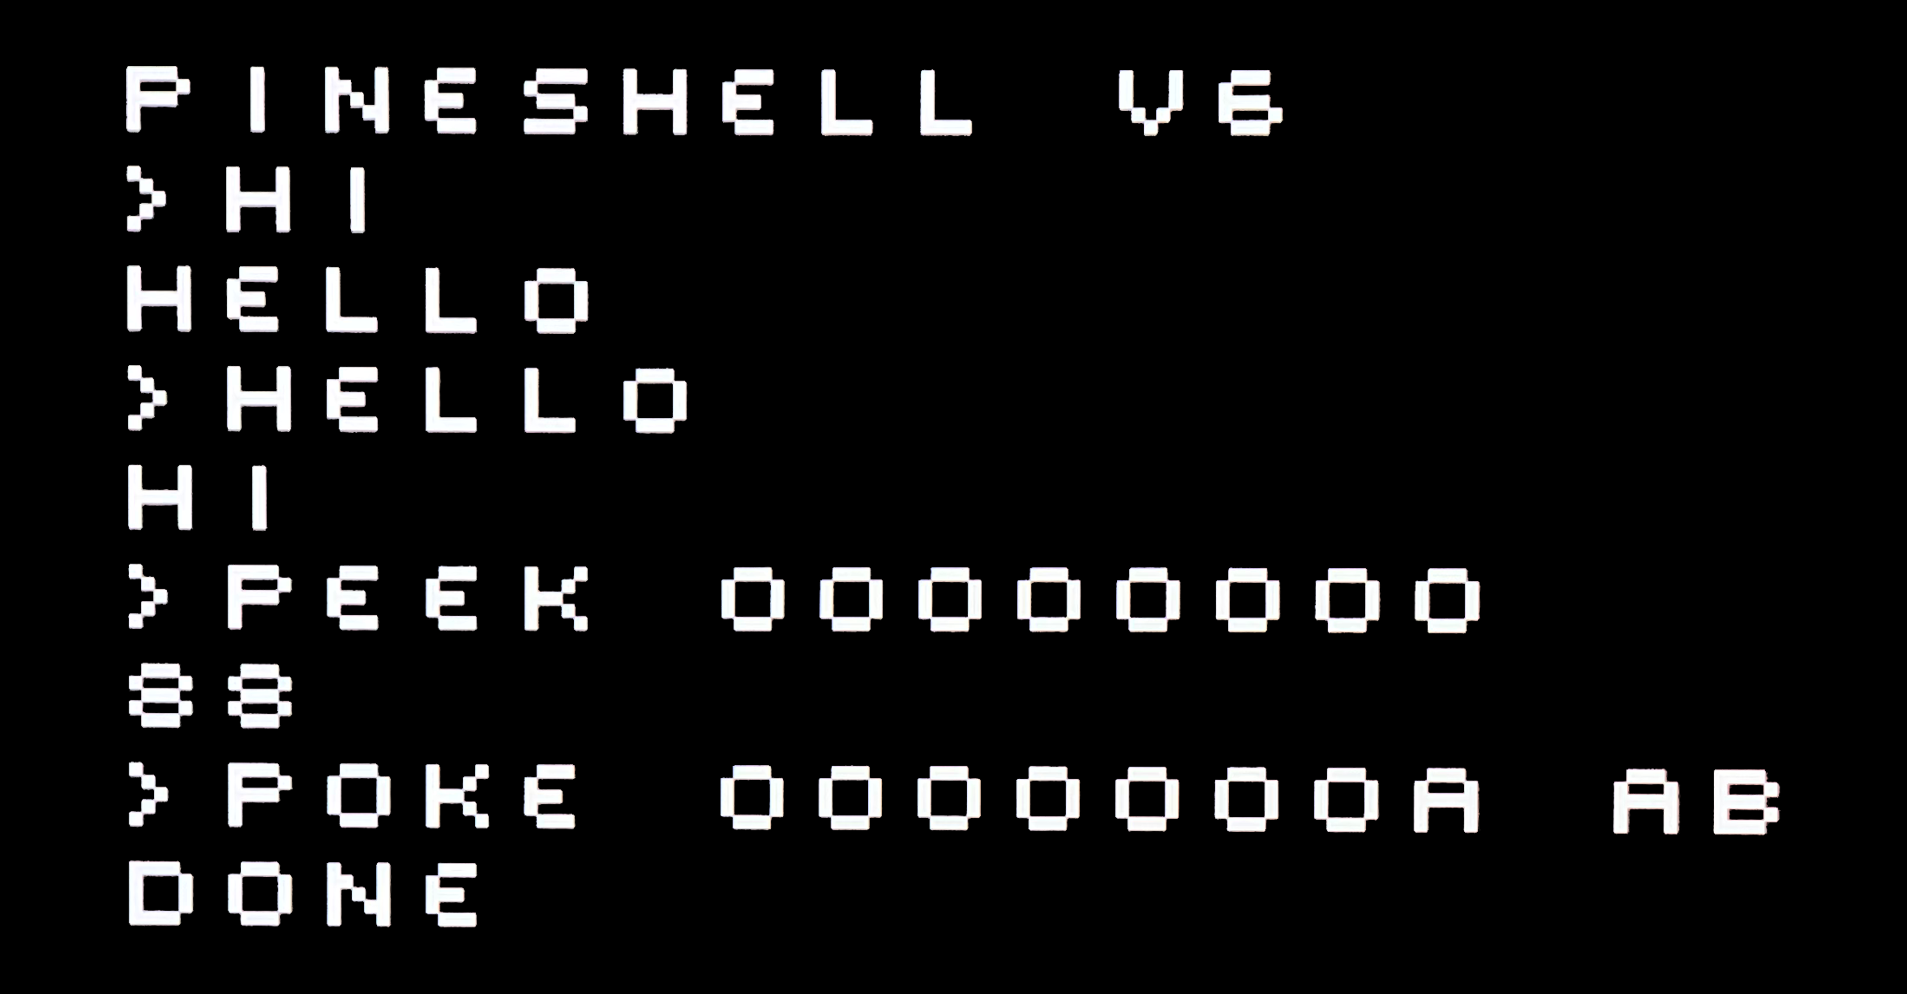 PINESHELL V6
>HI
HELLO
>HELLO
HI
>PEEK 00000000
88
>POKE 0000000A AB
DONE